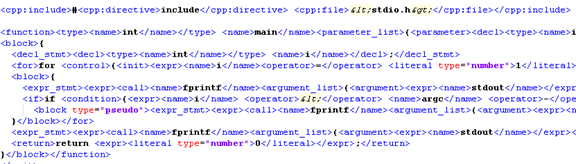 <cpp:include>#<cpp:directive>include</cpp:directive> <cpp:file>&lt;stdio.h&gt;</cpp:file></cpp:include>
<function><type><name>int</name></type> <name>main</name><parameter_list>(<parameter><decl><type><name>i
<block>{
<decl_stmt><decl><type><name>int</name></type> <name>i</name></decl>;</decl_stmt>
<for>for <control>(<init><expr><name>i</name><operator>=</operator> <literal type="number">1</literal>
<block>{
<expr_stmt><expr><call><name>fprintf</name><argument_list>(<argument><expr><name>stdout</name></expr
<if>if <condition>(<expr><name>i</name> <operator>&lt;</operator> <name>argc</name> <operator>-</op
<block type="pseudo"><expr_stmt><expr><call><name>fprintf</name><argument_list>(<argument><expr>
}</block></for>
<expr_stmt><expr><call><name>fprintf</name><argument_list>(<argument><expr><name>stdout</name></expr>
<return>return <expr><literal type="number">0</literal></expr>;</return>
}</block></function>